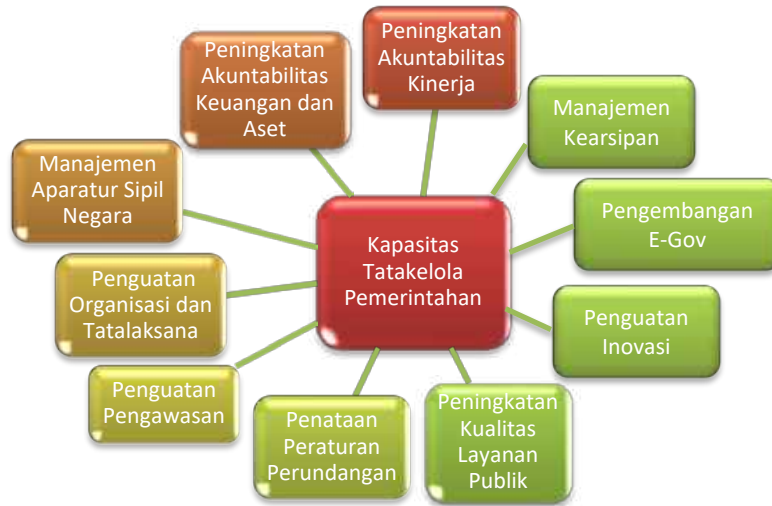 Peningkatan
Akuntabilitas
Kinerja
Manajemen
Kearsipan
Pengembangan
E-Gov
Penguatan
Inovasi
Peningkatan
Kualitas
Layanan
Publik
Penataan
Peraturan
Perundangan
Penguatan
Pengawasan
Penguatan
Organisasi dan
Tatalaksana
Manajemen
Aparatur Sipil
Negara
Peningkatan
Akuntabilitas
Keuangan dan
Aset
Kapasitas
Tatakelola
Pemerintahan